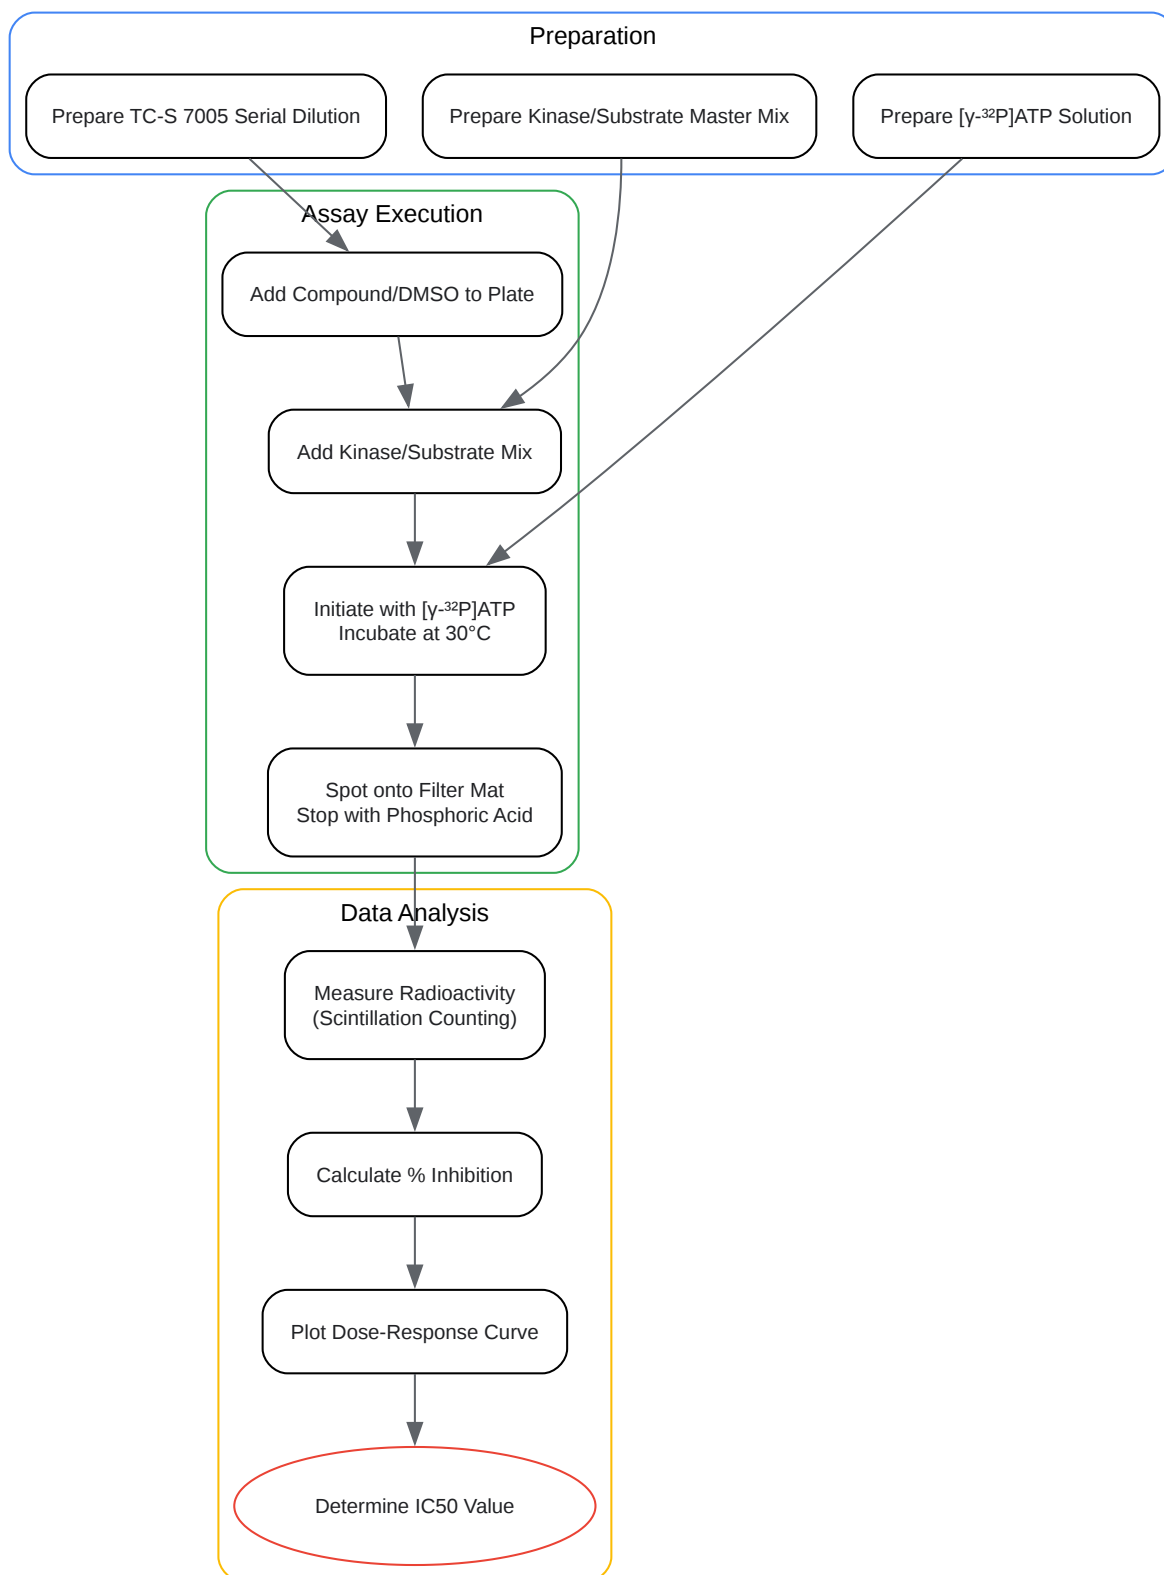 Preparation
Prepare TC-S 7005 Serial Dilution
Prepare Kinase/Substrate Master Mix
Prepare [γ-³²P]ATP Solution
Assay Execution
Add Compound/DMSO to Plate
Add Kinase/Substrate Mix
Initiate with [γ-³²P]ATP
Incubate at 30°C
Spot onto Filter Mat
Stop with Phosphoric Acid
Data Analysis
Measure Radioactivity
(Scintillation Counting)
Calculate % Inhibition
Plot Dose-Response Curve
Determine IC50 Value